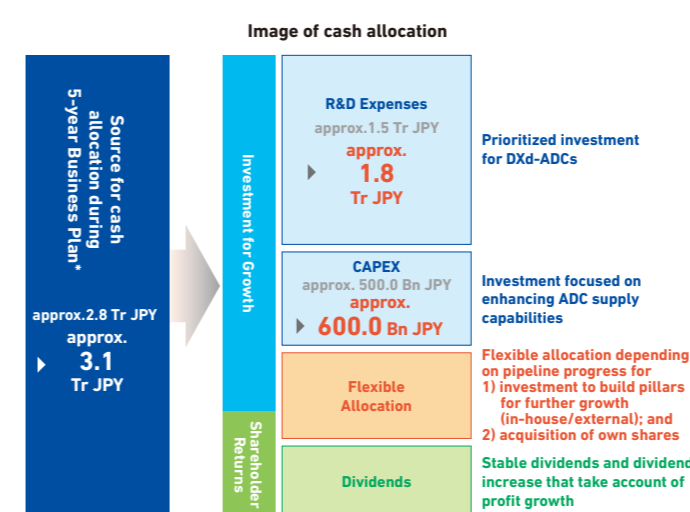 Image of cash allocation
Source for cash
allocation during
5-year Business Plan*
approx.2.8 Tr JPY
approx.
3.1
Tr JPY
Investment for Growth
Shareholder
Returns
R&D Expenses
approx.1.5 Tr JPY
approx.
1.8
Tr JPY
Prioritized investment
for DXd-ADCs
CAPEX
approx. 500.0 Bn JPY
approx.
600.0 Bn JPY
Investment focused on
enhancing ADC supply
capabilities
Flexible
Allocation
Flexible allocation depending
on pipeline progress for
1) investment to build pillars
for further growth
(in-house/external); and
2) acquisition of own shares
Dividends
Stable dividends and dividend
increase that take account of
profit growth